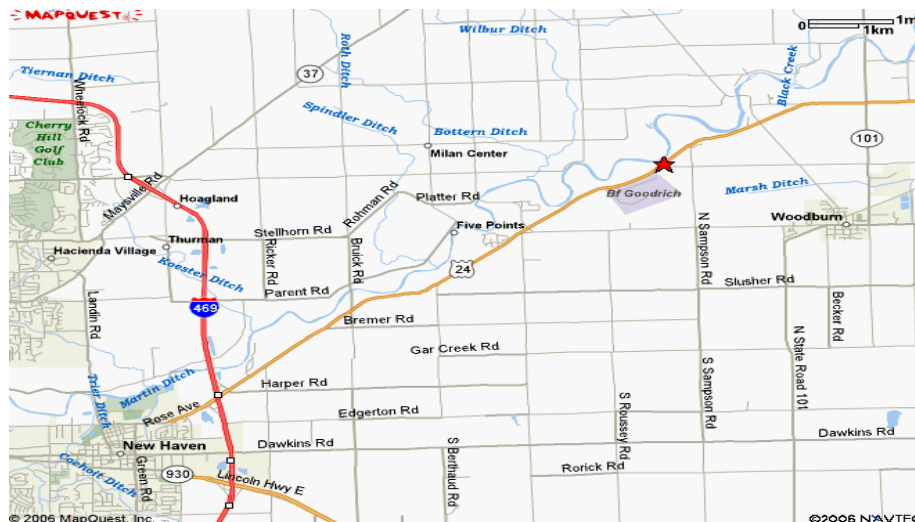 MAPQUEST
Wilbur Ditch
0
1m
1km
Roth Ditch
Black Creek
Tiernan Ditch
37
Wheelock Rd
Spindler Ditch
Cherry
Hill
Golf
Club
Bottern Ditch
101
Milan Center
Maysville Rd
Hoagland
Rohman Rd
Platter Rd
Bf Goodrich
Marsh Ditch
Woodburn
Stellhorn Rd
Five Points
N Sampson Rd
Thurman
Hacienda Village
Ricker Rd
Bruick Rd
Koester Ditch
24
Slusher Rd
Parent Rd
Landin Rd
469
Becker Rd
Bremer Rd
N State Road 101
Gar Creek Rd
S Sampson Rd
Martin Ditch
Trier Ditch
Harper Rd
Rose Ave
Edgerton Rd
S Roussey Rd
Dawkins Rd
Dawkins Rd
New Haven
S Berthaud Rd
Green Rd
930
Lincoln Hwy E
Rorick Rd
© 2006 MapQuest, Inc.
©2006 NAVTEQ